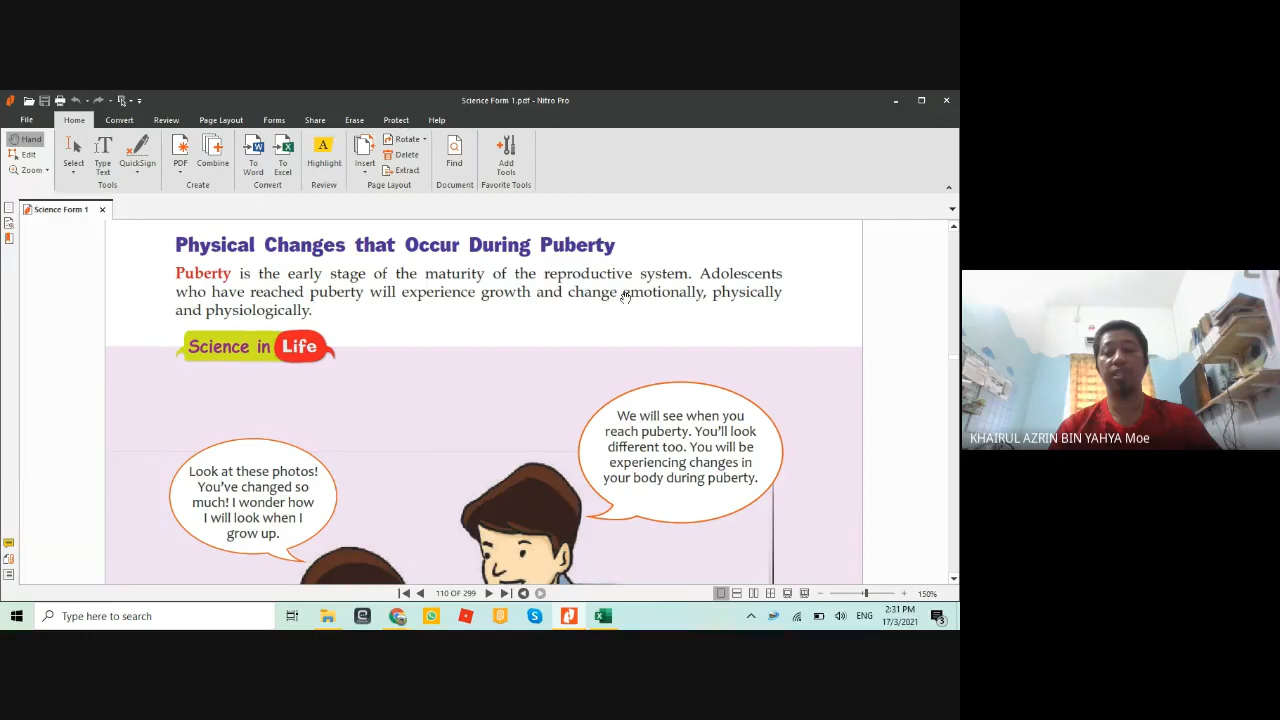 Science Form 1.pdf - Nitro Pro
File Home Convert Review Page Layout Forms Share Erase Protect Help
Hand
Edit
Zoom
Select
Type Text
QuickSign
PDF
Combine
To Word
To Excel
Highlight
Insert
Rotate
Delete
Extract
Find
Add Tools
Tools Create Convert Review Page Layout Document Favorite Tools
Science Form 1
Physical Changes that Occur During Puberty
Puberty is the early stage of the maturity of the reproductive system. Adolescents
who have reached puberty will experience growth and change emotionally, physically
and physiologically.
Science in Life
We will see when you
reach puberty. You'll look
different too. You will be
experiencing changes in
your body during puberty.
Look at these photos!
You've changed so
much! I wonder how
I will look when I
grow up.
KHAIRUL AZRIN BIN YAHYA Moe
110 OF 299
150%
Type here to search
ENG
2:31 PM
17/3/2021
3